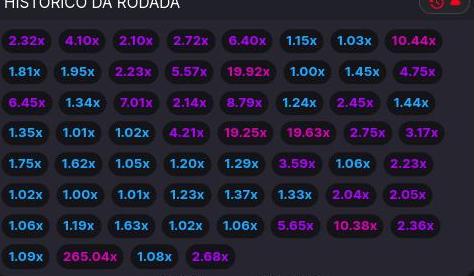 HISTÓRICO DA RODADA
2.32x 4.10x 2.10x 2.72x 6.40x 1.15x 1.03x 10.44x
1.81x 1.95x 2.23x 5.57x 19.92x 1.00x 1.45x 4.75x
6.45x 1.34x 7.01x 2.14x 8.79x 1.24x 2.45x 1.44x
1.35x 1.01x 1.02x 4.21x 19.25x 19.63x 2.75x 3.17x
1.75x 1.62x 1.05x 1.20x 1.29x 3.59x 1.06x 2.23x
1.02x 1.00x 1.01x 1.23x 1.37x 1.33x 2.04x 2.05x
1.06x 1.19x 1.63x 1.02x 1.06x 5.65x 10.38x 2.36x
1.09x 265.04x 1.08x 2.68x